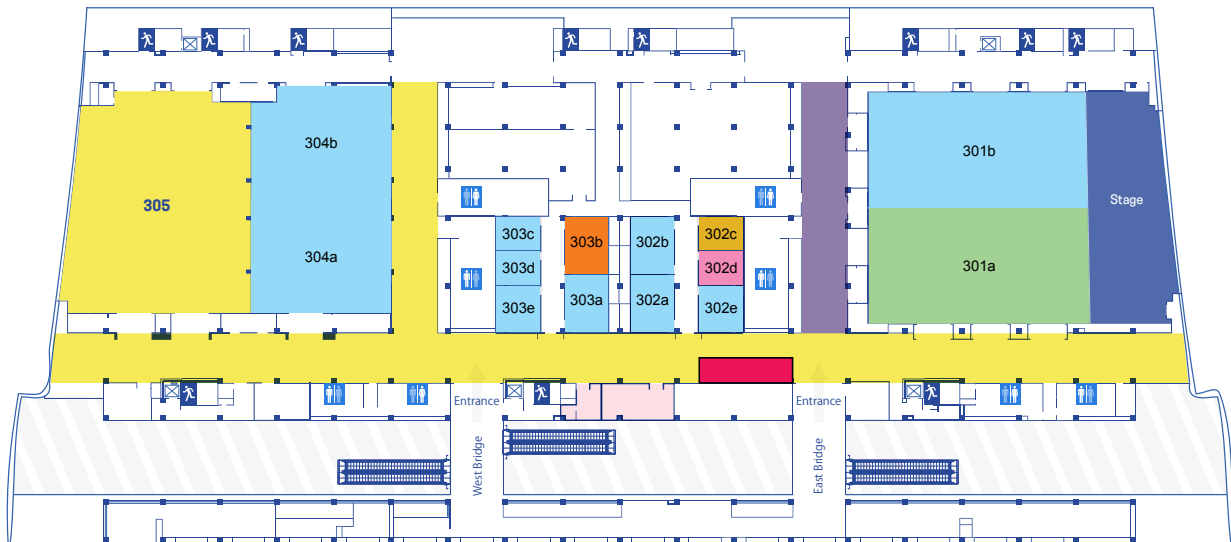 304b
301b
305
Stage
303c
303b
302b
302c
304a
303d
302d
301a
303e
303a
302a
302e
Entrance
Entrance
West Bridge
East Bridge